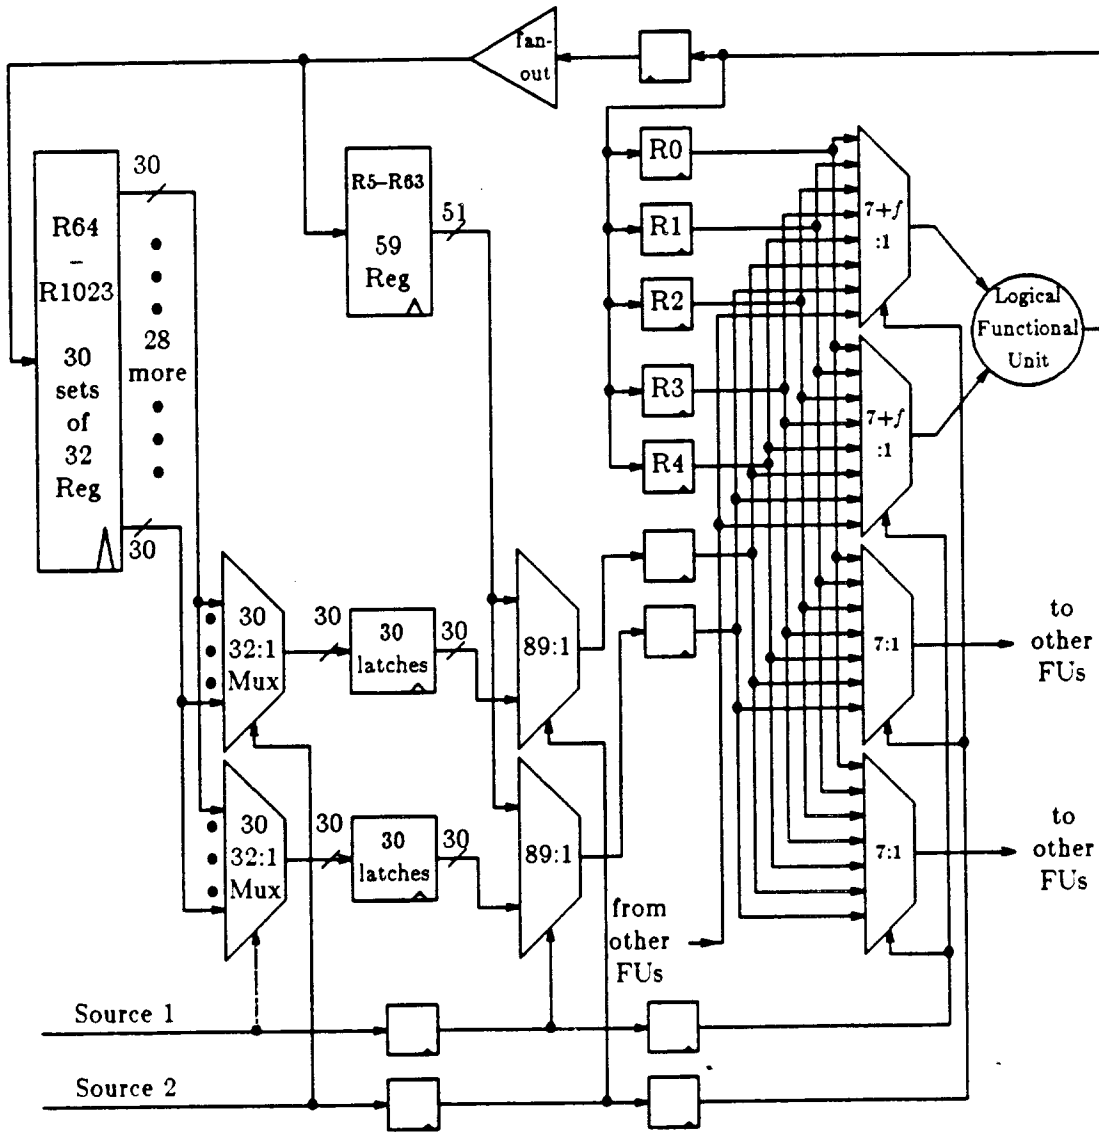 fan-
out
R64
–
R1023
30
sets
of
32
Reg
30
28
more
30
R5–R63
59
Reg
51
R0
R1
R2
R3
R4
7+f
:1
7+f
:1
Logical
Functional
Unit
30
32:1
Mux
30
30
latches
30
89:1
7:1
to
other
FUs
30
32:1
Mux
30
30
latches
30
89:1
7:1
to
other
FUs
from
other
FUs
Source 1
Source 2